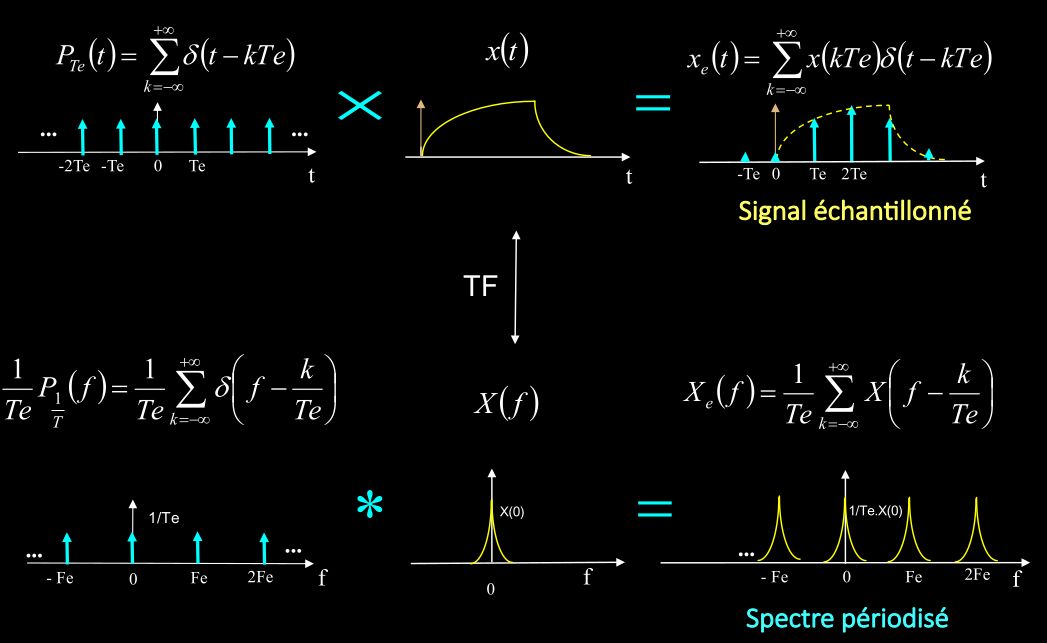 P_{Te}(t) = \sum_{k=-\infty}^{+\infty} \delta(t - kTe)
x(t)
x_e(t) = \sum_{k=-\infty}^{+\infty} x(kTe)\delta(t - kTe)
×
=
... ...
-2Te -Te 0 Te t
t
-Te 0 Te 2Te t
Signal échantillonné
TF
\frac{1}{Te} P_{\frac{1}{T}}(f) = \frac{1}{Te} \sum_{k=-\infty}^{+\infty} \delta\left(f - \frac{k}{Te}\right)
X(f)
X_e(f) = \frac{1}{Te} \sum_{k=-\infty}^{+\infty} X\left(f - \frac{k}{Te}\right)
1/Te
*
X(0)
=
1/Te.X(0)
... ...
...
- Fe 0 Fe 2Fe f
0 f
- Fe 0 Fe 2Fe f
Spectre périodisé